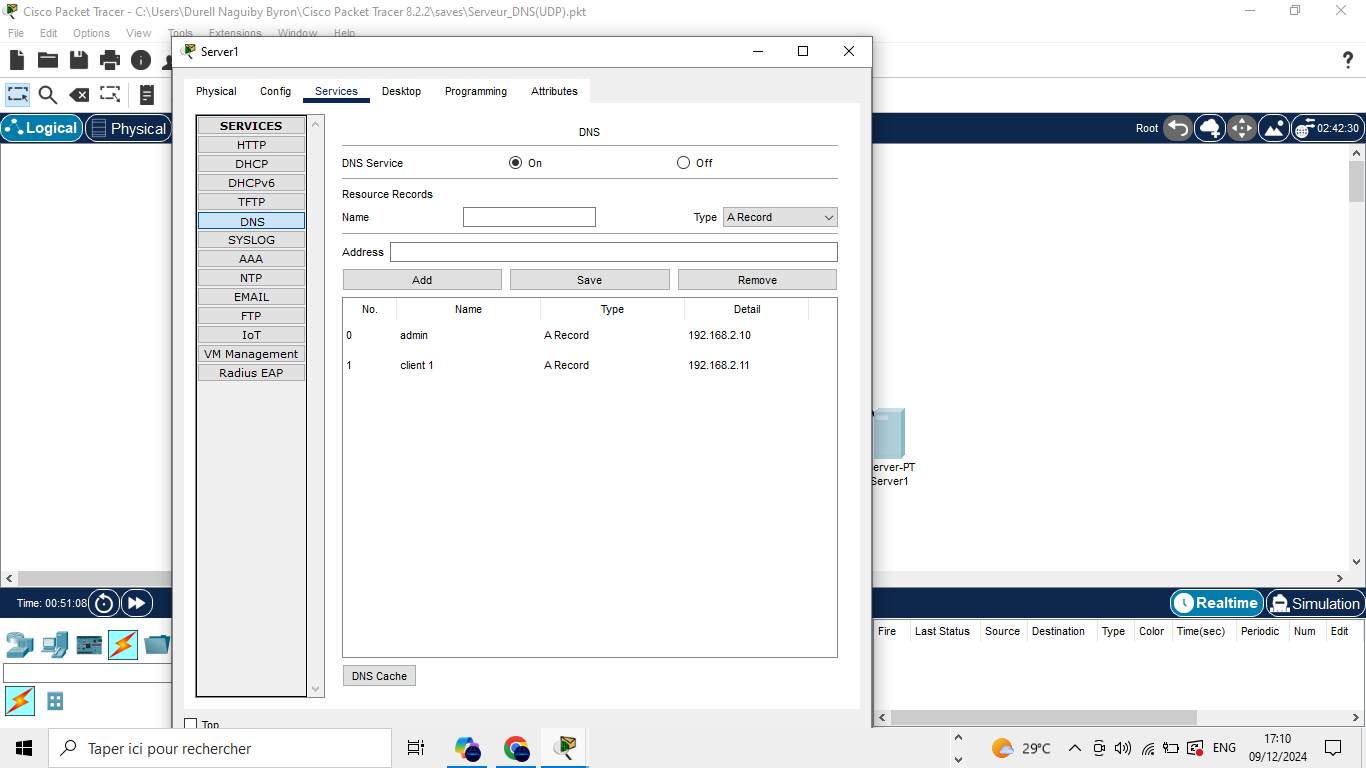 Cisco Packet Tracer - C:\Users\Durell Naguiby Byron\Cisco Packet Tracer 8.2.2\saves\Serveur_DNS(UDP).pkt
File Edit Options View Tools Extensions Window Help
Server1
Physical Config Services Desktop Programming Attributes
Logical Physical
Root 02:42:30
SERVICES
HTTP
DHCP
DHCPv6
TFTP
DNS
SYSLOG
AAA
NTP
EMAIL
FTP
IoT
VM Management
Radius EAP
DNS
DNS Service On Off
Resource Records
Name Type A Record
Address
Add Save Remove
No. Name Type Detail
0 admin A Record 192.168.2.10
1 client 1 A Record 192.168.2.11
DNS Cache
Top
erver-PT
Server1
Time: 00:51:08
Realtime Simulation
Fire Last Status Source Destination Type Color Time(sec) Periodic Num Edit
Taper ici pour rechercher
29°C
ENG
17:10
09/12/2024